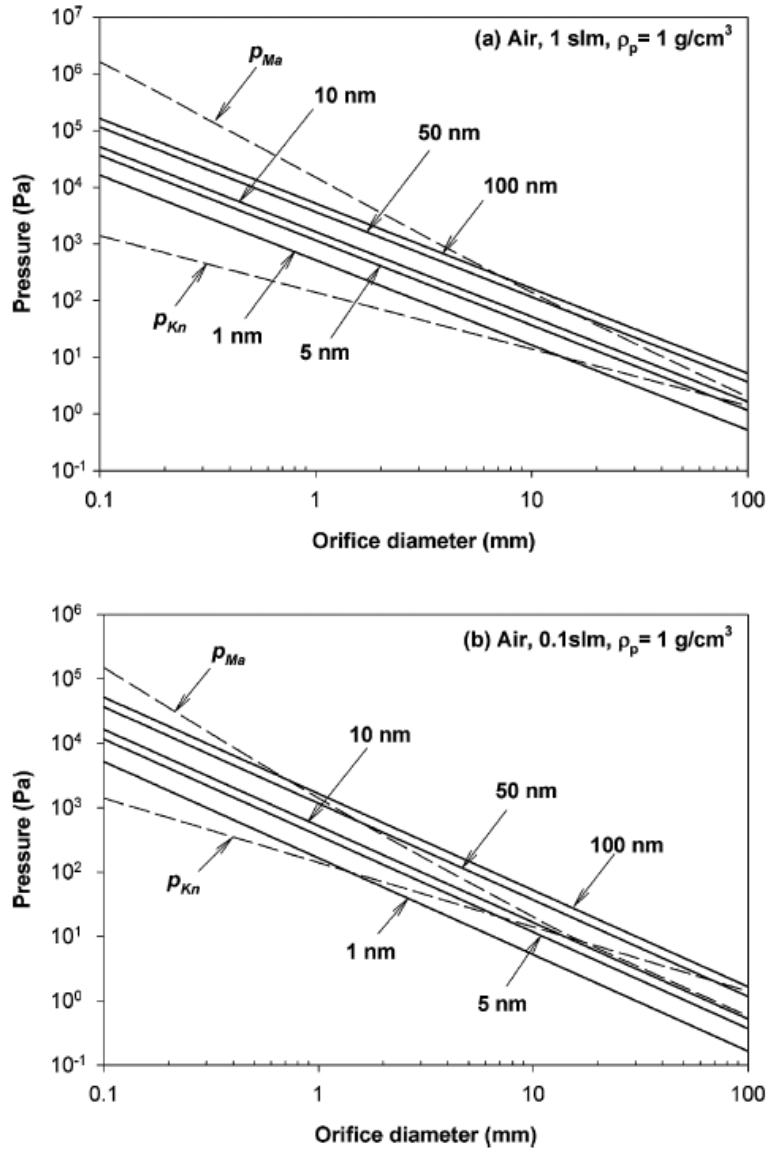 (a) Air, 1 slm, ρp= 1 g/cm³
10⁷
10⁶
10⁵
10⁴
10³
10²
10¹
10⁰
10⁻¹
Pressure (Pa)
pMa
10 nm
50 nm
100 nm
pKn
1 nm
5 nm
0.1
1
10
100
Orifice diameter (mm)
(b) Air, 0.1slm, ρp= 1 g/cm³
10⁶
10⁵
10⁴
10³
10²
10¹
10⁰
10⁻¹
Pressure (Pa)
pMa
10 nm
50 nm
100 nm
pKn
1 nm
5 nm
0.1
1
10
100
Orifice diameter (mm)